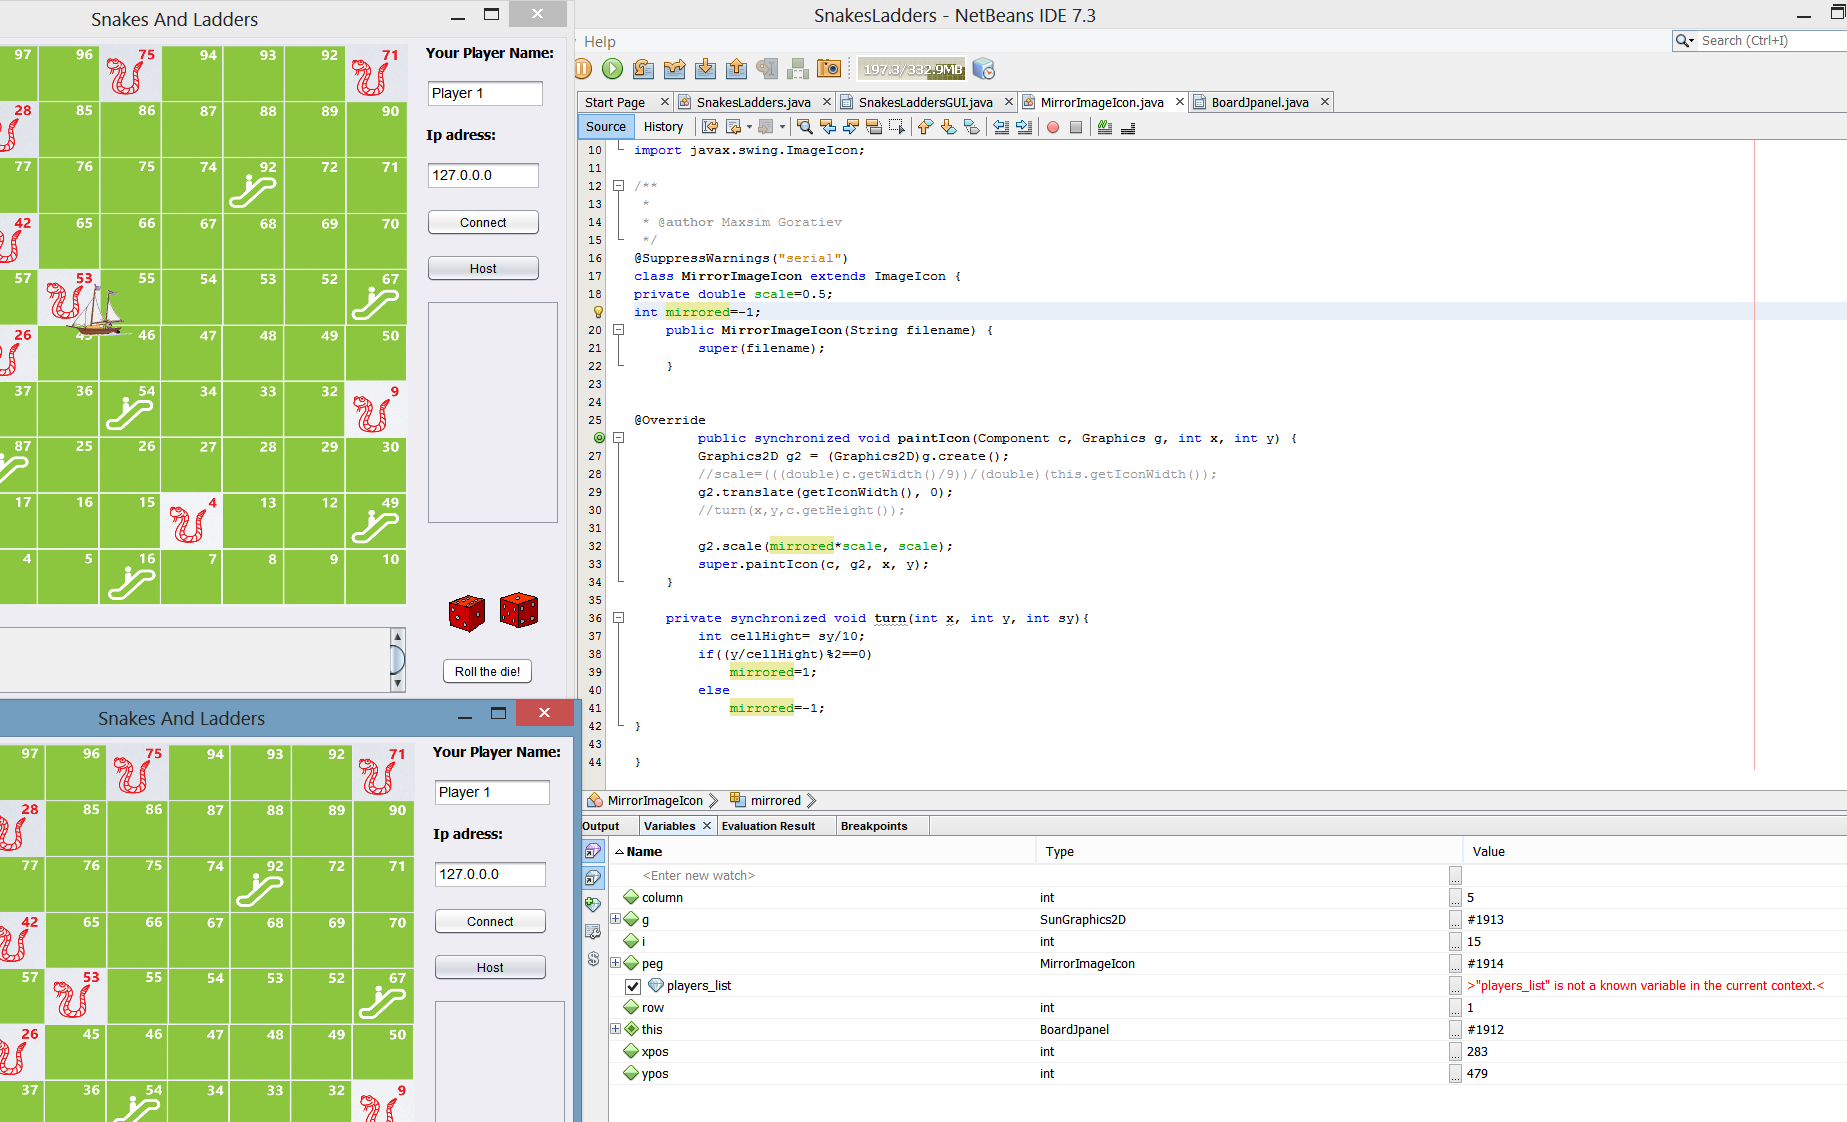 Snakes And Ladders
97 96 75 94 93 92 71
28 85 86 87 88 89 90
77 76 75 74 92 72 71
42 65 66 67 68 69 70
57 53 55 54 53 52 67
26 45 46 47 48 49 50
37 36 54 34 33 32 9
87 25 26 27 28 29 30
17 16 15 4 13 12 49
4 5 16 7 8 9 10
Your Player Name:
Player 1
Ip adress:
127.0.0.0
Connect
Host
Roll the die!
Snakes And Ladders
97 96 75 94 93 92 71
28 85 86 87 88 89 90
77 76 75 74 92 72 71
42 65 66 67 68 69 70
57 53 55 54 53 52 67
26 45 46 47 48 49 50
37 36 54 34 33 32 9
Your Player Name:
Player 1
Ip adress:
127.0.0.0
Connect
Host
SnakesLadders - NetBeans IDE 7.3
Help
Search (Ctrl+I)
197.3/332.9MB
Start Page SnakesLadders.java SnakesLaddersGUI.java MirrorImageIcon.java BoardJpanel.java
Source History
10 import javax.swing.ImageIcon;
11
12 /**
13 *
14 * @author Maxsim Goratiev
15 */
16 @SuppressWarnings("serial")
17 class MirrorImageIcon extends ImageIcon {
18 private double scale=0.5;
int mirrored=-1;
20 public MirrorImageIcon(String filename) {
21 super(filename);
22 }
23
24
25 @Override
public synchronized void paintIcon(Component c, Graphics g, int x, int y) {
27 Graphics2D g2 = (Graphics2D)g.create();
28 //scale=(((double)c.getWidth()/9))/(double)(this.getIconWidth());
29 g2.translate(getIconWidth(), 0);
30 //turn(x,y,c.getHeight());
31
32 g2.scale(mirrored*scale, scale);
33 super.paintIcon(c, g2, x, y);
34 }
35
36 private synchronized void turn(int x, int y, int sy){
37 int cellHight= sy/10;
38 if((y/cellHight)%2==0)
39 mirrored=1;
40 else
41 mirrored=-1;
42 }
43
44 }
MirrorImageIcon mirrored
Output Variables Evaluation Result Breakpoints
Name Type Value
<Enter new watch> ...
column int ... 5
g SunGraphics2D ... #1913
i int ... 15
peg MirrorImageIcon ... #1914
players_list ... >"players_list" is not a known variable in the current context.<
row int ... 1
this BoardJpanel ... #1912
xpos int ... 283
ypos int ... 479